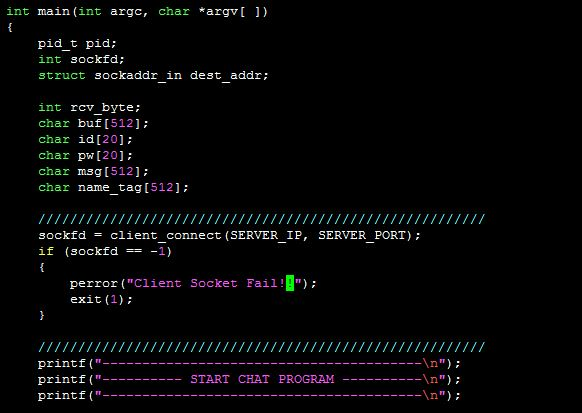 int main(int argc, char *argv[ ])
{
    pid_t pid;
    int sockfd;
    struct sockaddr_in dest_addr;

    int rcv_byte;
    char buf[512];
    char id[20];
    char pw[20];
    char msg[512];
    char name_tag[512];

    ////////////////////////////////////////////////////////
    sockfd = client_connect(SERVER_IP, SERVER_PORT);
    if (sockfd == -1)
    {
        perror("Client Socket Fail!!");
        exit(1);
    }

    ////////////////////////////////////////////////////////
    printf("----------------------------------------\n");
    printf("---------- START CHAT PROGRAM ----------\n");
    printf("----------------------------------------\n");